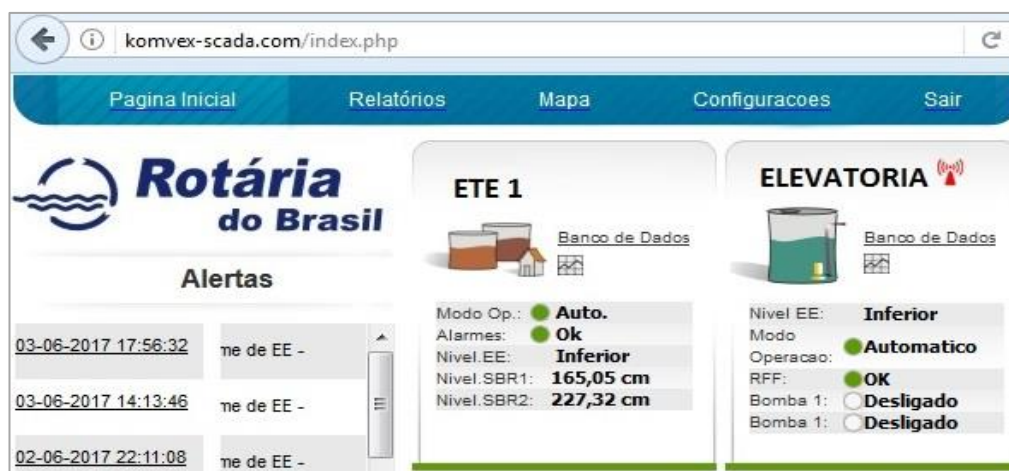 komvex-scada.com/index.php
Pagina Inicial Relatórios Mapa Configuracoes Sair
Rotária
do Brasil
Alertas
03-06-2017 17:56:32 me de EE -
03-06-2017 14:13:46 me de EE -
02-06-2017 22:11:08 me de EE -
ETE 1
Banco de Dados
Modo Op.: Auto.
Alarmes: Ok
Nivel.EE: Inferior
Nivel.SBR1: 165,05 cm
Nivel.SBR2: 227,32 cm
ELEVATORIA
Banco de Dados
Nivel EE: Inferior
Modo
Operacao: Automatico
RFF: OK
Bomba 1: Desligado
Bomba 1: Desligado